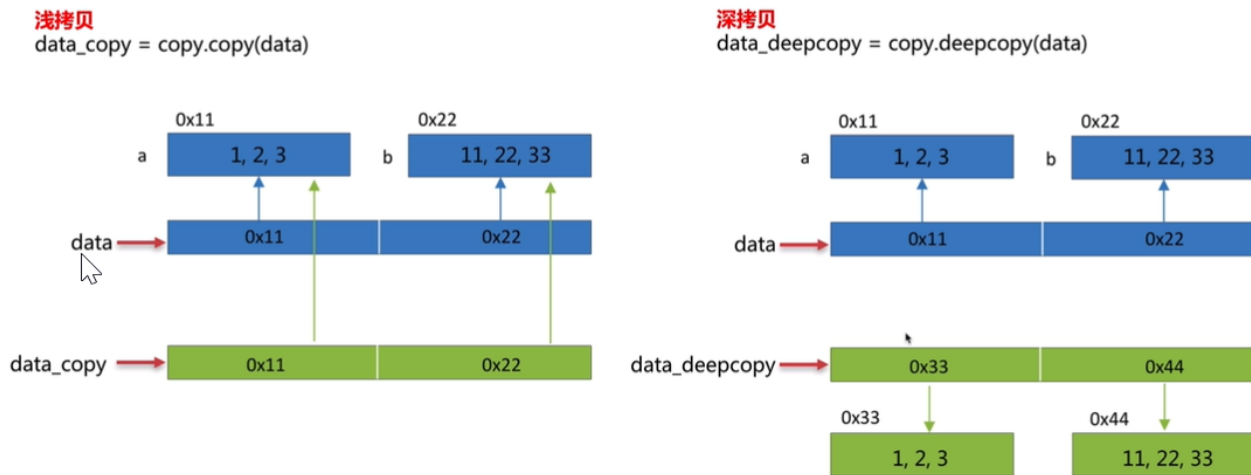 浅拷贝
data_copy = copy.copy(data)
0x11
0x22
a
1, 2, 3
b
11, 22, 33
data
0x11
0x22
data_copy
0x11
0x22
深拷贝
data_deepcopy = copy.deepcopy(data)
0x11
0x22
a
1, 2, 3
b
11, 22, 33
data
0x11
0x22
data_deepcopy
0x33
0x44
0x33
0x44
1, 2, 3
11, 22, 33